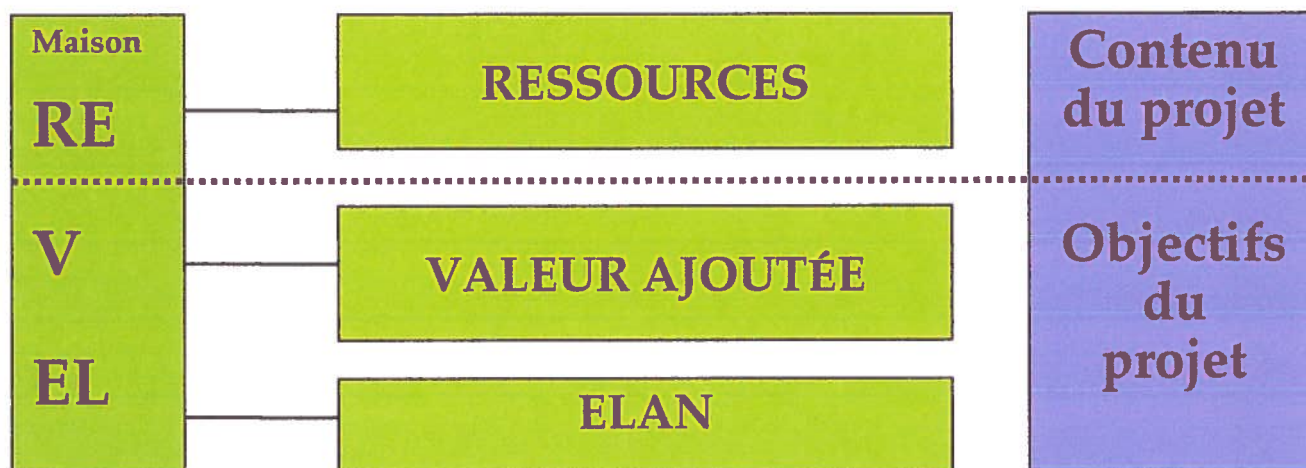 Maison
RE
RESSOURCES
Contenu
du projet
V
VALEUR AJOUTÉE
Objectifs
du
projet
EL
ELAN